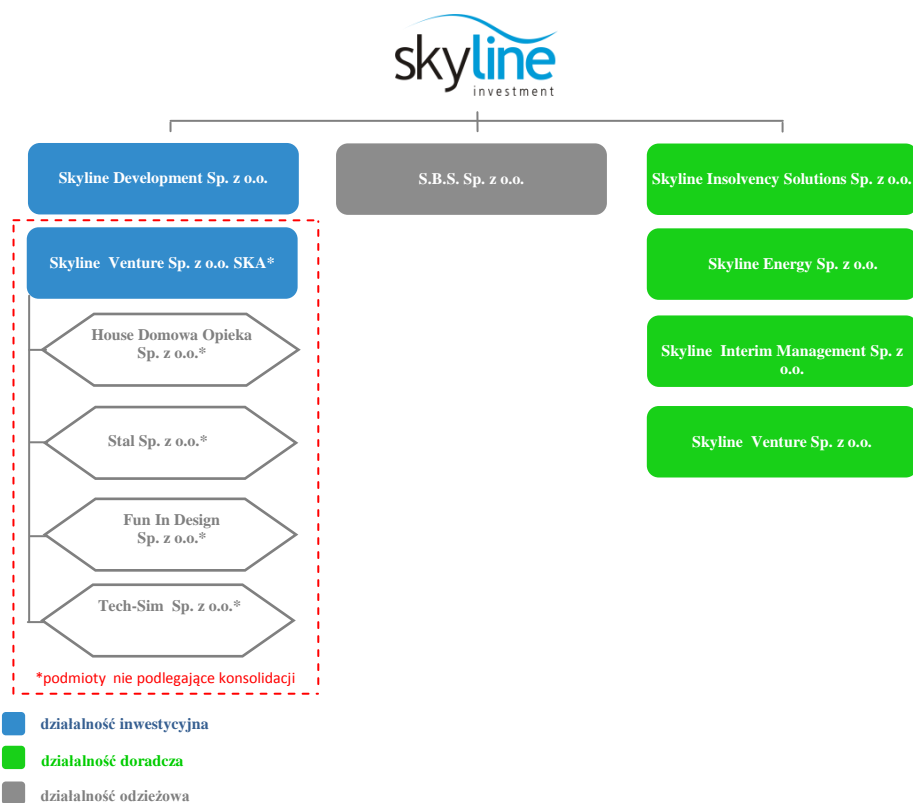 skyline
investment
Skyline Development Sp. z o.o.
S.B.S. Sp. z o.o.
Skyline Insolvency Solutions Sp. z o.o.
Skyline Venture Sp. z o.o. SKA*
Skyline Energy Sp. z o.o.
House Domowa Opieka
Sp. z o.o.*
Skyline Interim Management Sp. z
o.o.
Stal Sp. z o.o.*
Skyline Venture Sp. z o.o.
Fun In Design
Sp. z o.o.*
Tech-Sim Sp. z o.o.*
*podmioty nie podlegające konsolidacji
działalność inwestycyjna
działalność doradcza
działalność odzieżowa